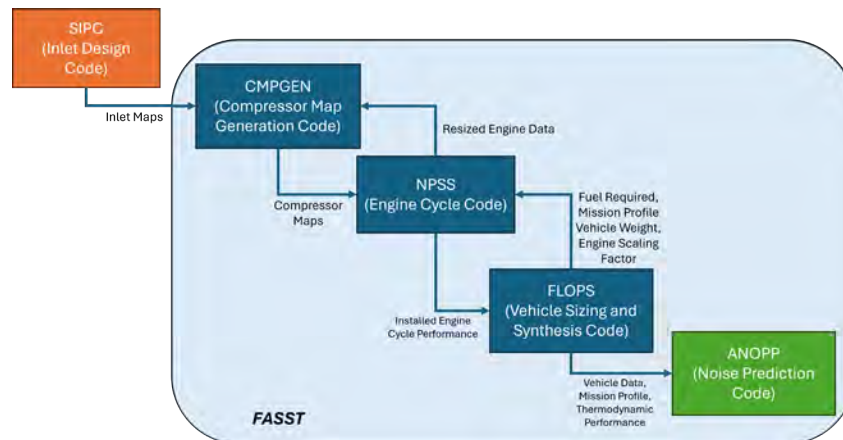 SIPC
(Inlet Design
Code)
Inlet Maps
CMPGEN
(Compressor Map
Generation Code)
Resized Engine Data
Compressor
Maps
NPSS
(Engine Cycle Code)
Fuel Required,
Mission Profile
Vehicle Weight,
Engine Scaling
Factor
Installed Engine
Cycle Performance
FLOPS
(Vehicle Sizing and
Synthesis Code)
Vehicle Data,
Mission Profile,
Thermodynamic
Performance
ANOPP
(Noise Prediction
Code)
FASST